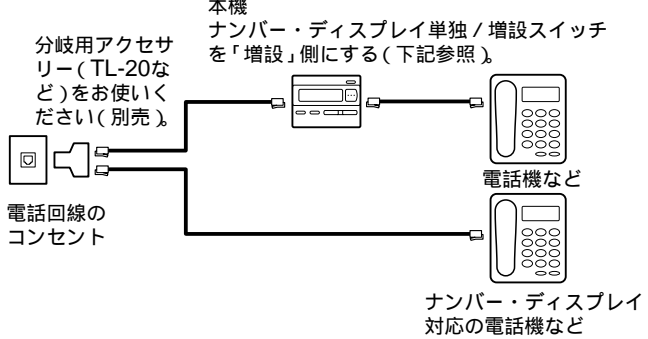 本機
ナンバー・ディスプレイ単独/増設スイッチ
を「増設」側にする(下記参照)。
分岐用アクセサ
リー(TL-20な
ど)をお使いく
ださい(別売)。
電話機など
電話回線の
コンセント
ナンバー・ディスプレイ
対応の電話機など